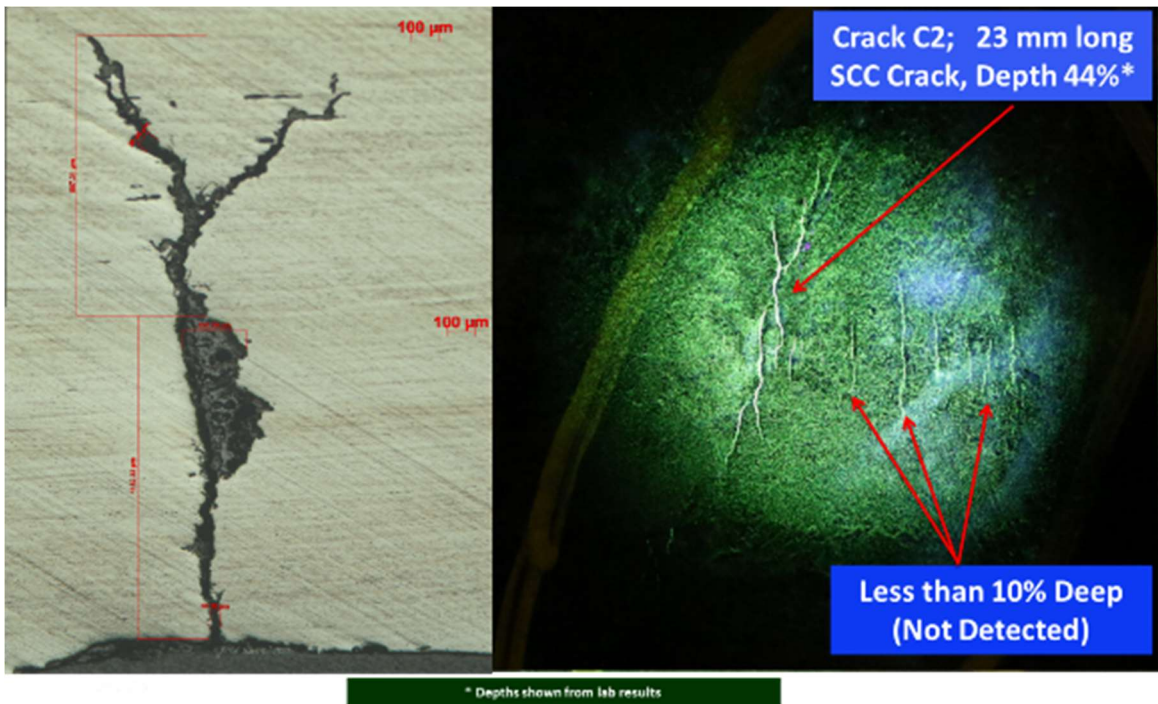 100 µm
Crack C2; 23 mm long
SCC Crack, Depth 44%*
100 µm
Less than 10% Deep
(Not Detected)
* Depths shown from lab results